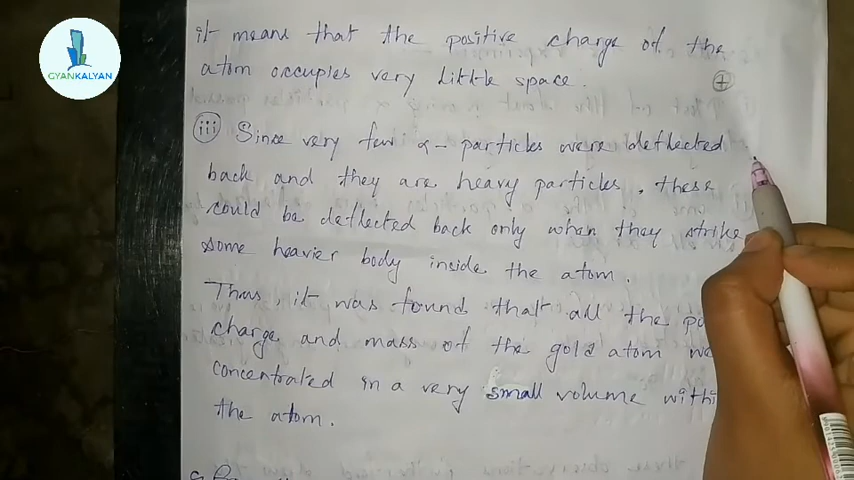 GYANKALYAN
it means that the positive charge of the
atom occupies very little space. ⊕
(iii) Since very few α- particles were deflected
back and they are heavy particles, these
could be deflected back only when they strike
some heavier body inside the atom.
Thus, it was found that all the
charge and mass of the gold atom
concentrated in a very small volume
the atom.